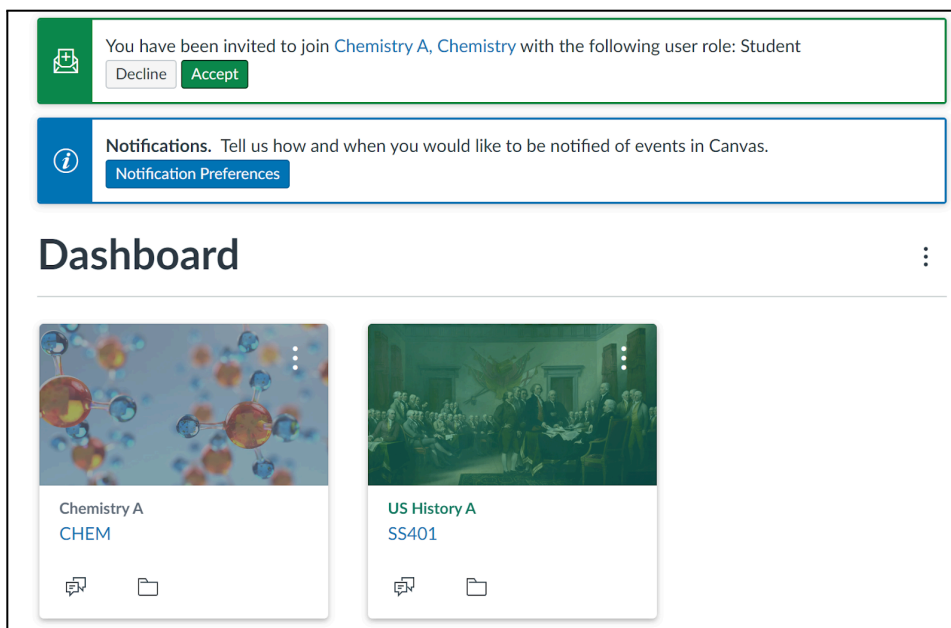 You have been invited to join Chemistry A, Chemistry with the following user role: Student
Decline Accept
Notifications. Tell us how and when you would like to be notified of events in Canvas.
Notification Preferences
Dashboard
Chemistry A
CHEM
US History A
SS401